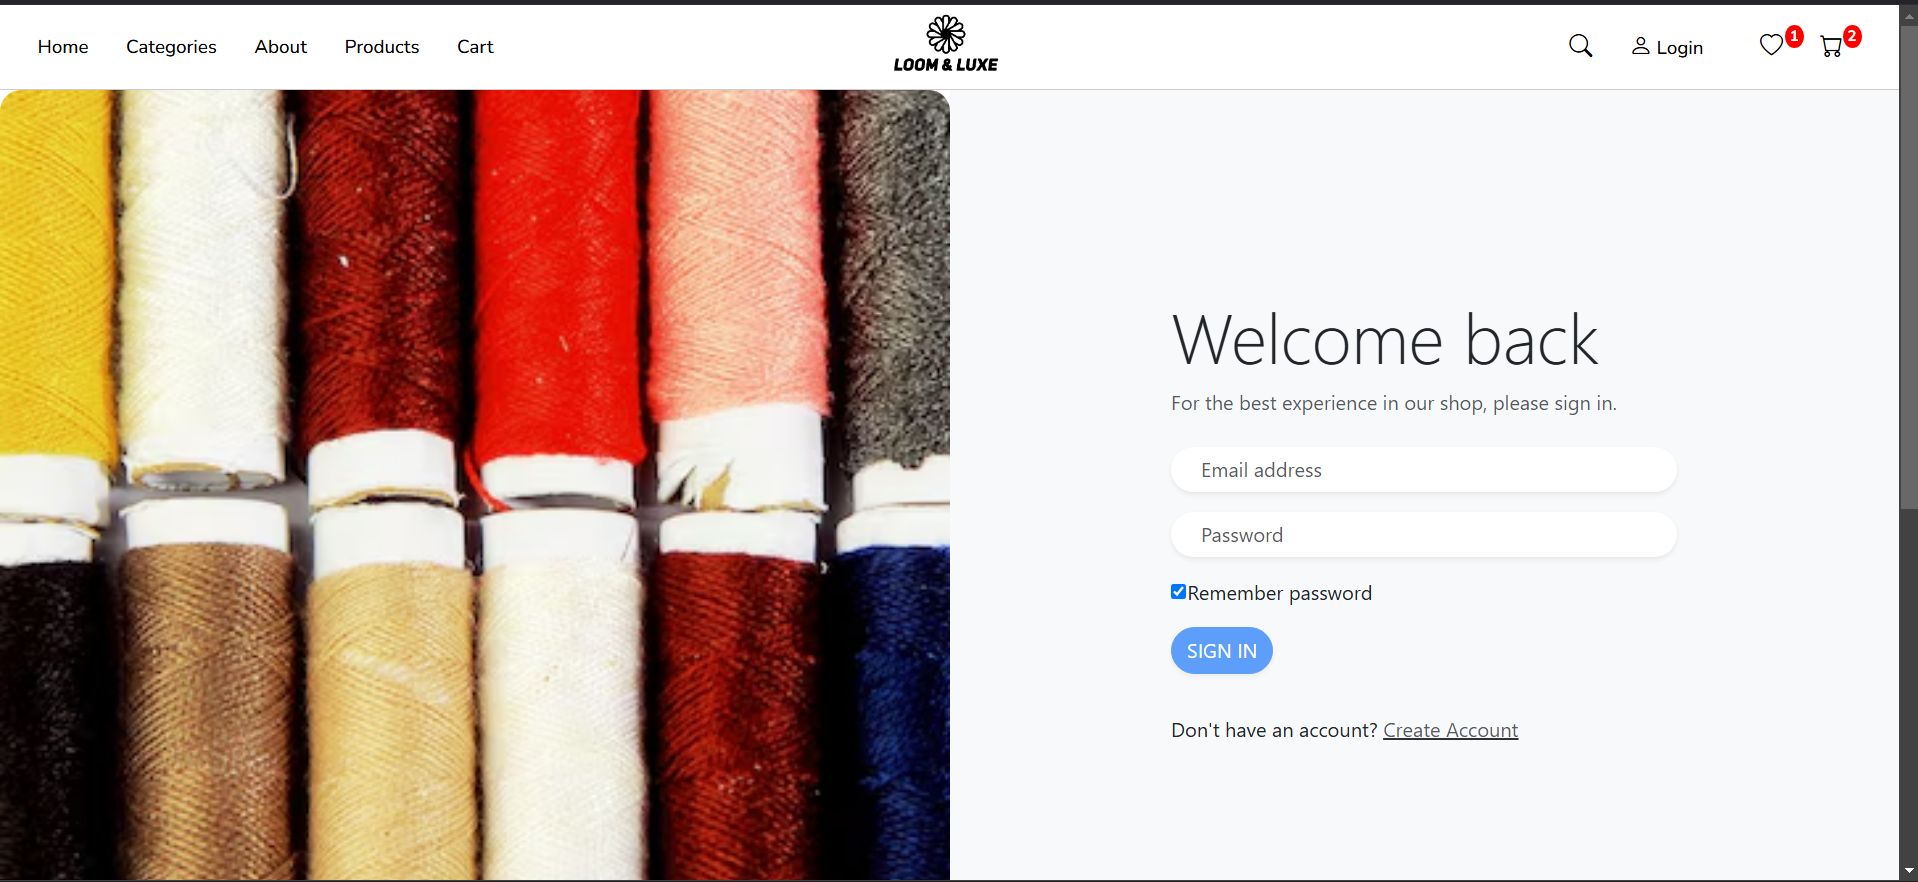 Home Categories About Products Cart
LOOM & LUXE
Login 1 2
Welcome back
For the best experience in our shop, please sign in.
Email address
Password
Remember password
SIGN IN
Don't have an account? Create Account